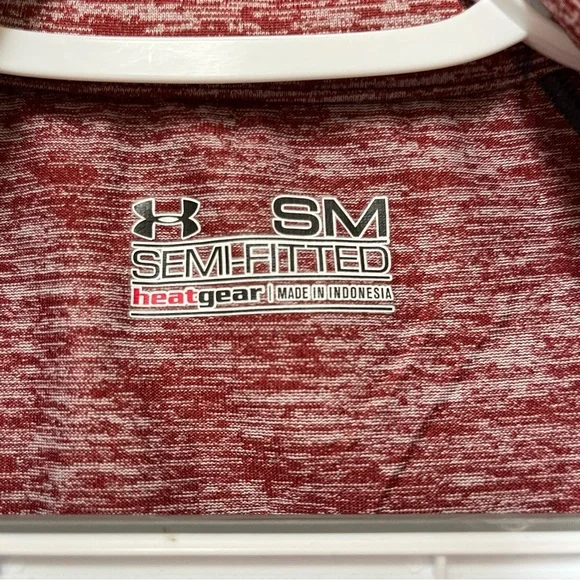 SM
SEMI-FITTED
heatgear | MADE IN INDONESIA